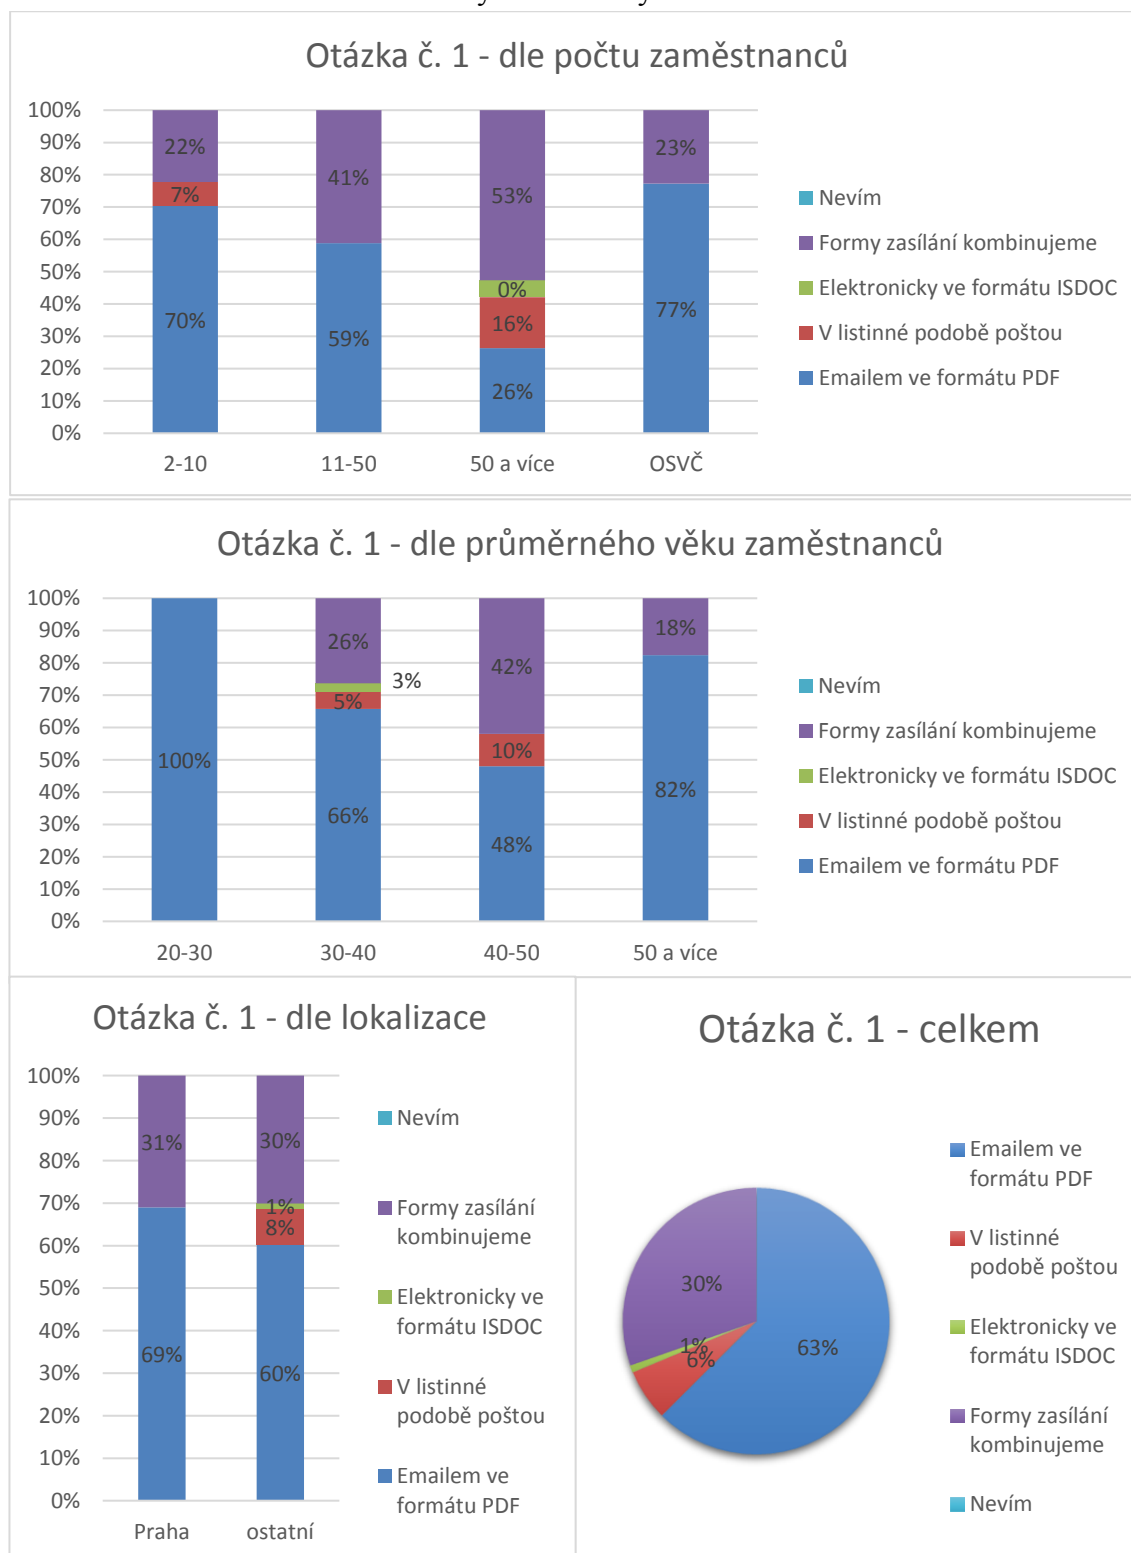 Otázka č. 1 - dle počtu zaměstnanců
100%
90%
80%
70%
60%
50%
40%
30%
20%
10%
0%
22%
7%
70%
41%
59%
53%
0%
16%
26%
23%
77%
2-10
11-50
50 a více
OSVČ
Nevím
Formy zasílání kombinujeme
Elektronicky ve formátu ISDOC
V listinné podobě poštou
Emailem ve formátu PDF
Otázka č. 1 - dle průměrného věku zaměstnanců
100%
90%
80%
70%
60%
50%
40%
30%
20%
10%
0%
100%
26%
3%
5%
66%
42%
10%
48%
18%
82%
20-30
30-40
40-50
50 a více
Nevím
Formy zasílání kombinujeme
Elektronicky ve formátu ISDOC
V listinné podobě poštou
Emailem ve formátu PDF
Otázka č. 1 - dle lokalizace
100%
90%
80%
70%
60%
50%
40%
30%
20%
10%
0%
31%
69%
30%
1%
8%
60%
Praha
ostatní
Nevím
Formy zasílání
kombinujeme
Elektronicky ve
formátu ISDOC
V listinné
podobě poštou
Emailem ve
formátu PDF
Otázka č. 1 - celkem
30%
1%
6%
63%
Emailem ve
formátu PDF
V listinné
podobě poštou
Elektronicky ve
formátu ISDOC
Formy zasílání
kombinujeme
Nevím